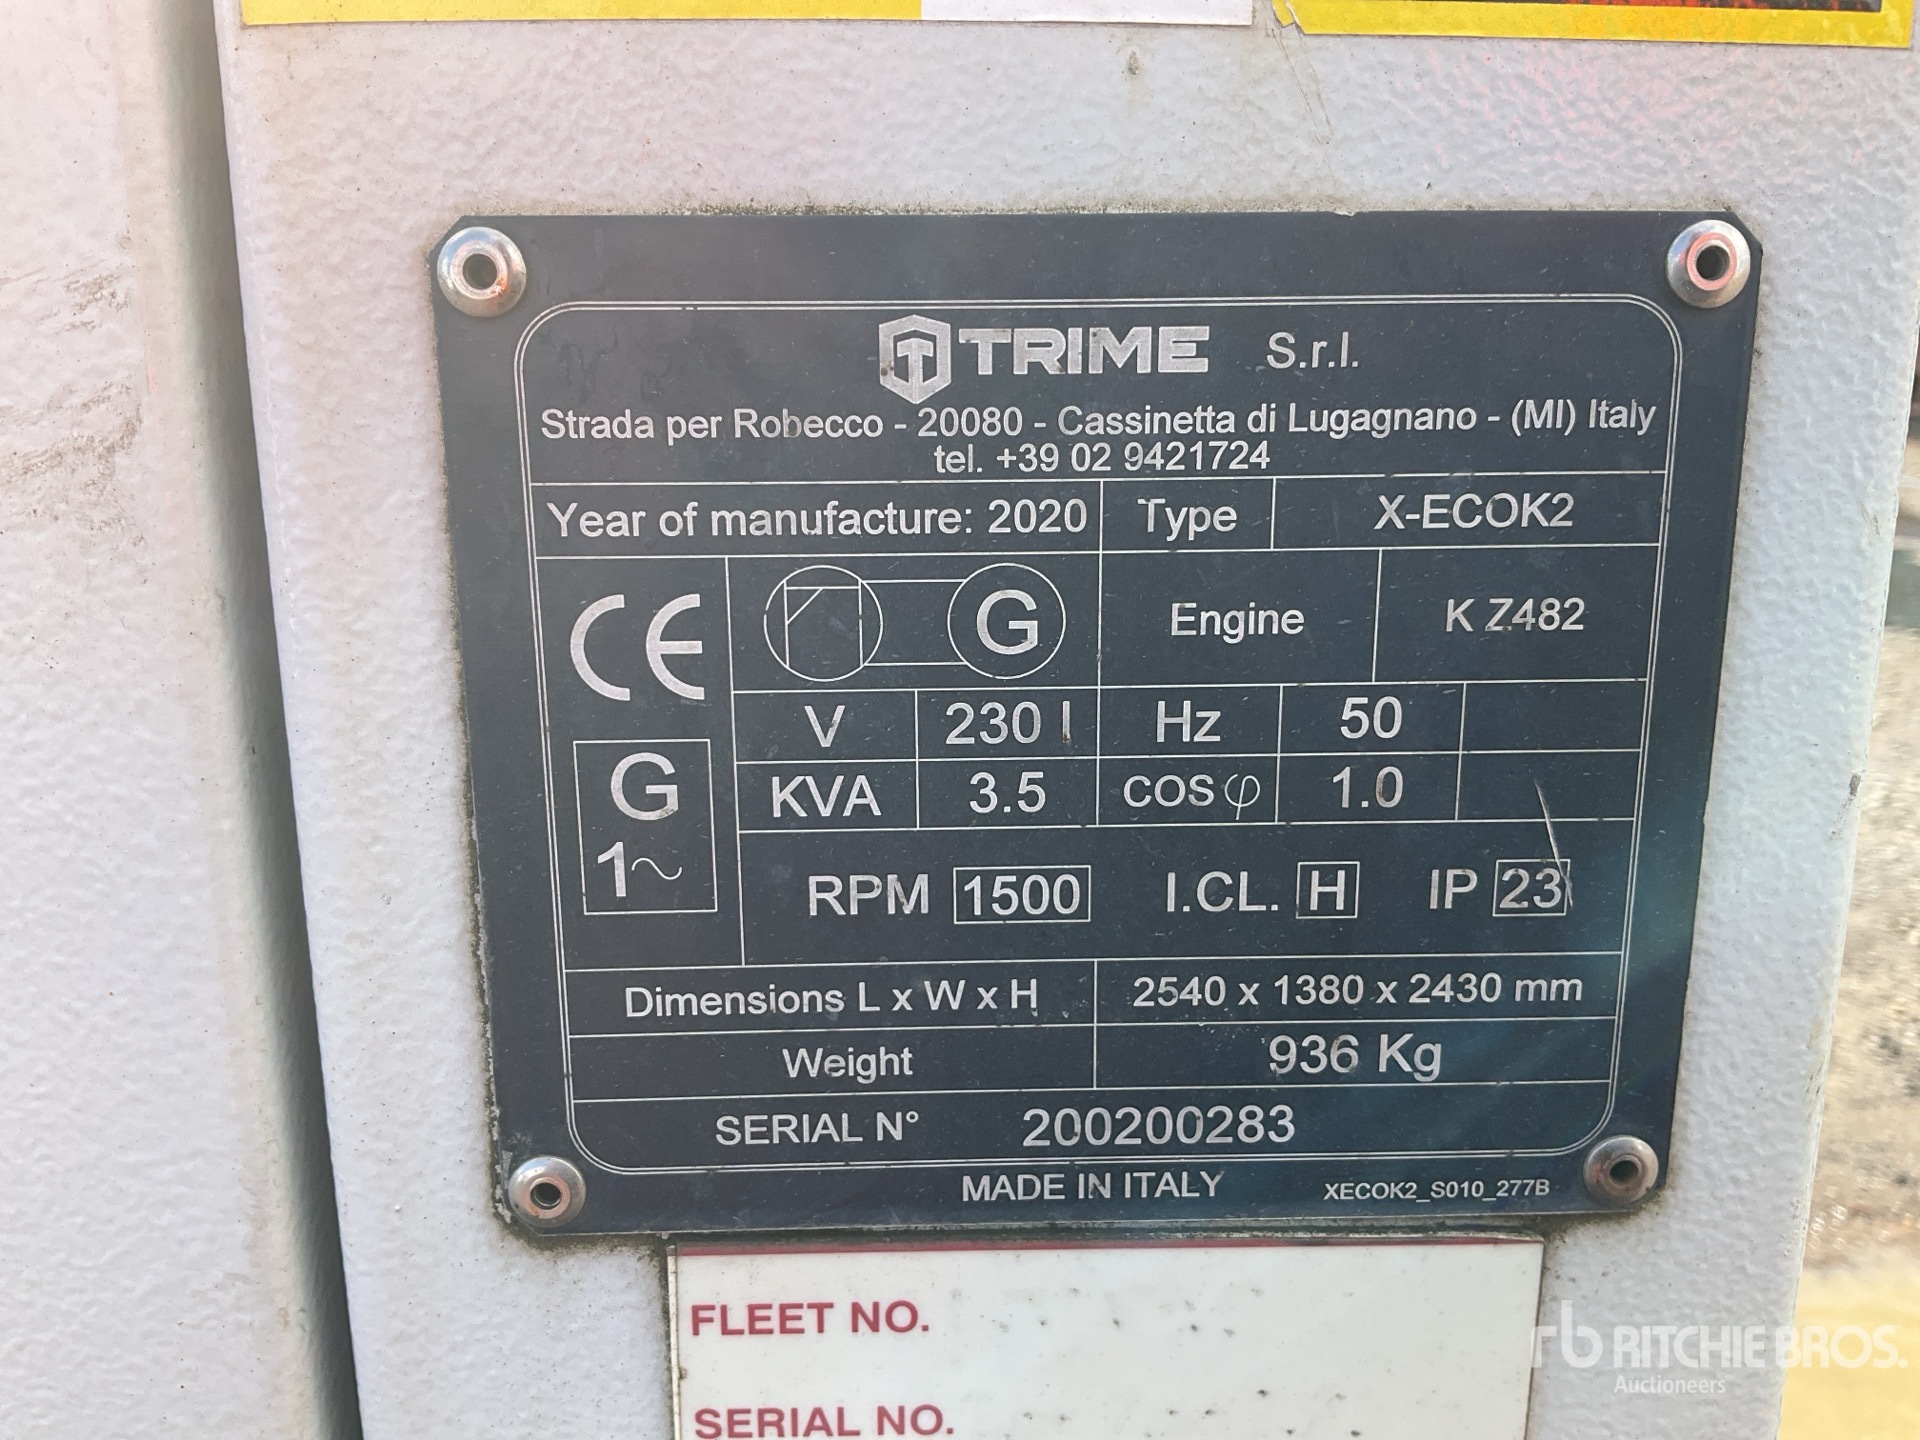 TRIME S.r.l.
Strada per Robecco - 20080 - Cassinetta di Lugagnano - (MI) Italy
tel. +39 02 9421724
Year of manufacture: 2020 Type X-ECOK2
CE G Engine K Z482
V 230 I Hz 50
KVA 3.5 COS φ 1.0
G
1~
RPM 1500 I.CL. H IP 23
Dimensions L x W x H 2540 x 1380 x 2430 mm
Weight 936 Kg
SERIAL N° 200200283
MADE IN ITALY XECOK2_S010_277B
FLEET NO.
SERIAL NO.
rb RITCHIE BROS.
Auctioneers